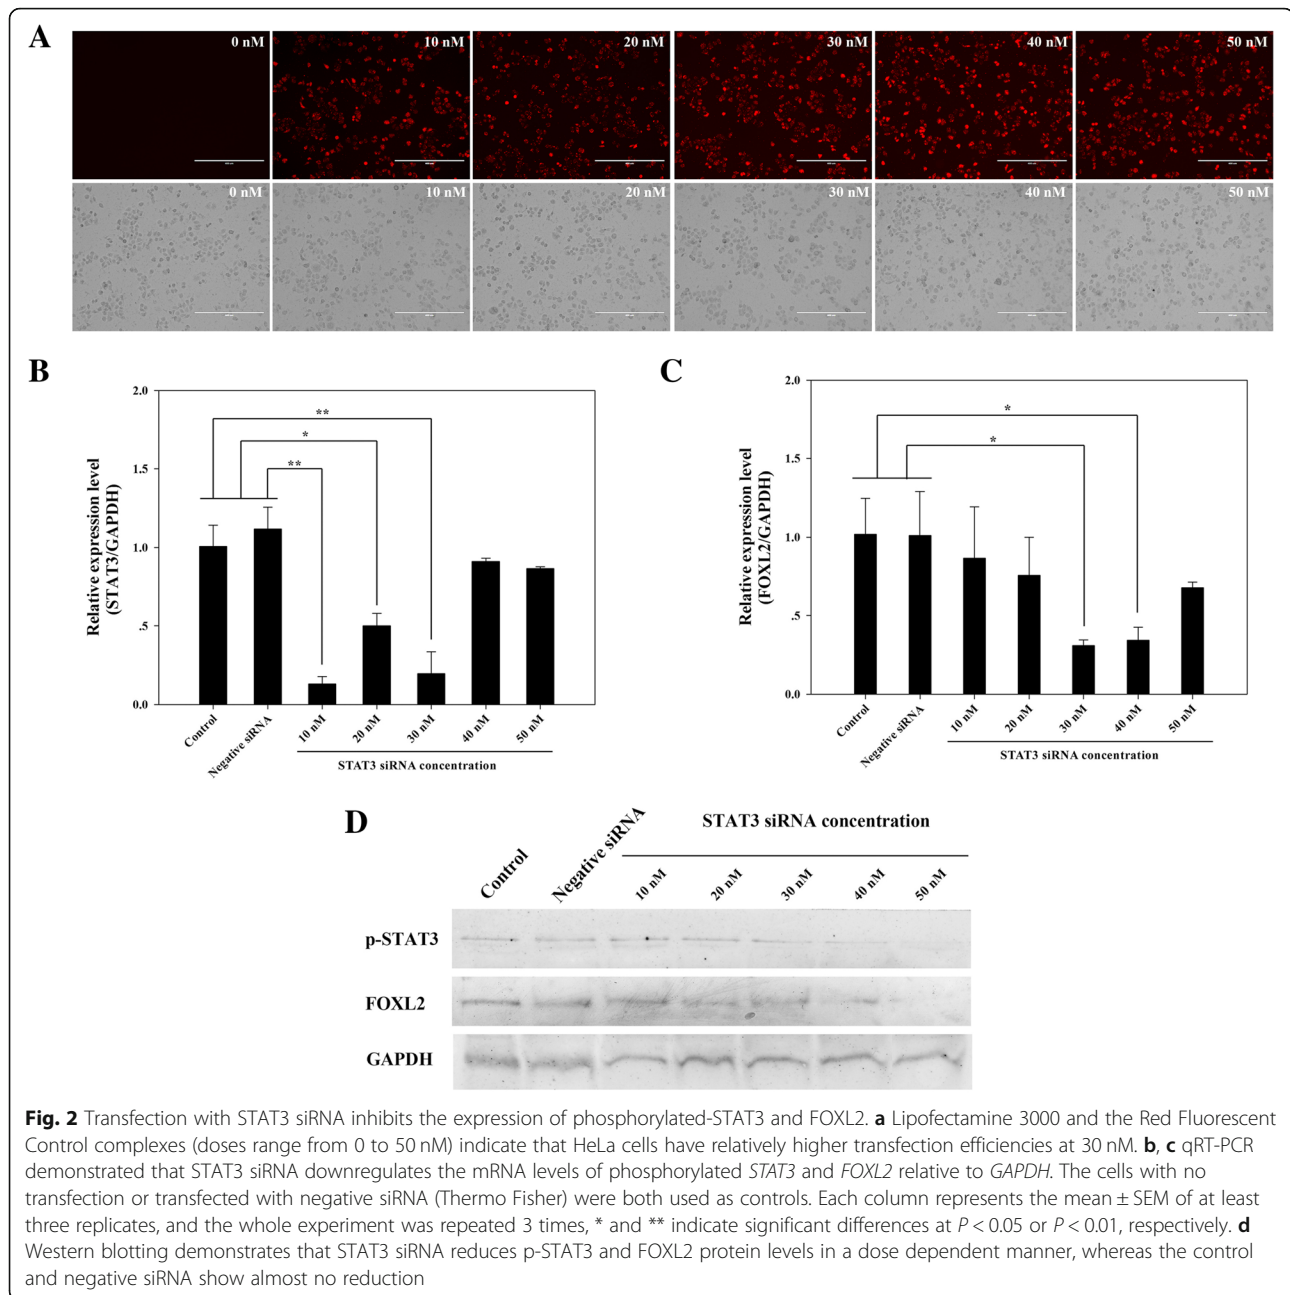 A
0 nM
10 nM
20 nM
30 nM
40 nM
50 nM
0 nM
10 nM
20 nM
30 nM
40 nM
50 nM
B
Relative expression level
(STAT3/GAPDH)
2.0
1.5
1.0
.5
0.0
**
*
**
Control
Negative siRNA
10 nM
20 nM
30 nM
40 nM
50 nM
STAT3 siRNA concentration
C
Relative expression level
(FOXL2/GAPDH)
2.0
1.5
1.0
.5
0.0
*
*
Control
Negative siRNA
10 nM
20 nM
30 nM
40 nM
50 nM
STAT3 siRNA concentration
D
STAT3 siRNA concentration
Control
Negative siRNA
10 nM
20 nM
30 nM
40 nM
50 nM
p-STAT3
FOXL2
GAPDH
Fig. 2 Transfection with STAT3 siRNA inhibits the expression of phosphorylated-STAT3 and FOXL2. a Lipofectamine 3000 and the Red Fluorescent
Control complexes (doses range from 0 to 50 nM) indicate that HeLa cells have relatively higher transfection efficiencies at 30 nM. b, c qRT-PCR
demonstrated that STAT3 siRNA downregulates the mRNA levels of phosphorylated STAT3 and FOXL2 relative to GAPDH. The cells with no
transfection or transfected with negative siRNA (Thermo Fisher) were both used as controls. Each column represents the mean ± SEM of at least
three replicates, and the whole experiment was repeated 3 times, * and ** indicate significant differences at P < 0.05 or P < 0.01, respectively. d
Western blotting demonstrates that STAT3 siRNA reduces p-STAT3 and FOXL2 protein levels in a dose dependent manner, whereas the control
and negative siRNA show almost no reduction